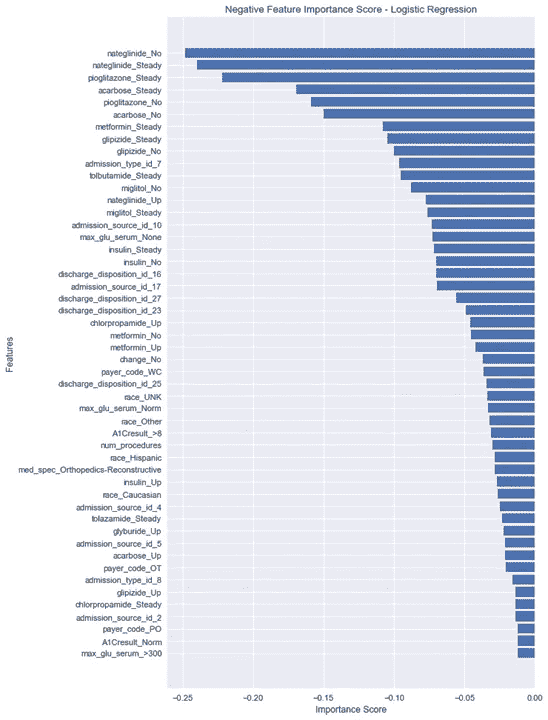 Negative Feature Importance Score - Logistic Regression
nateglinide_No
nateglinide_Steady
pioglitazone_Steady
acarbose_Steady
pioglitazone_No
acarbose_No
metformin_Steady
glipizide_Steady
glipizide_No
admission_type_id_7
tolbutamide_Steady
miglitol_No
nateglinide_Up
miglitol_Steady
admission_source_id_10
max_glu_serum_None
insulin_Steady
insulin_No
discharge_disposition_id_16
admission_source_id_17
discharge_disposition_id_27
discharge_disposition_id_23
chlorpropamide_Up
metformin_No
metformin_Up
change_No
payer_code_WC
discharge_disposition_id_25
race_UNK
max_glu_serum_Norm
race_Other
A1Cresult_>8
num_procedures
race_Hispanic
med_spec_Orthopedics-Reconstructive
insulin_Up
race_Caucasian
admission_source_id_4
tolazamide_Steady
glyburide_Up
admission_source_id_5
acarbose_Up
payer_code_OT
admission_type_id_8
glipizide_Up
chlorpropamide_Steady
admission_source_id_2
payer_code_PO
A1Cresult_Norm
max_glu_serum_>300
Features
−0.25 −0.20 −0.15 −0.10 −0.05 0.00
Importance Score